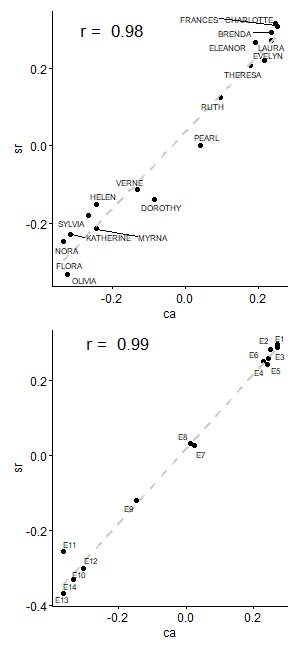 r = 0.98
FRANCES CHARLOTTE
BRENDA
ELEANOR LAURA
EVELYN
THERESA
RUTH
PEARL
VERNE
HELEN
DOROTHY
SYLVIA
KATHERINE MYRNA
NORA
FLORA
OLIVIA
0.2
0.0
-0.2
sr
-0.2 0.0 0.2
ca
r = 0.99
E2 E1
E6 E3
E4 E5
E8
E7
E9
E11
E12
E10
E14
E13
0.2
0.0
-0.2
-0.4
sr
-0.2 0.0 0.2
ca